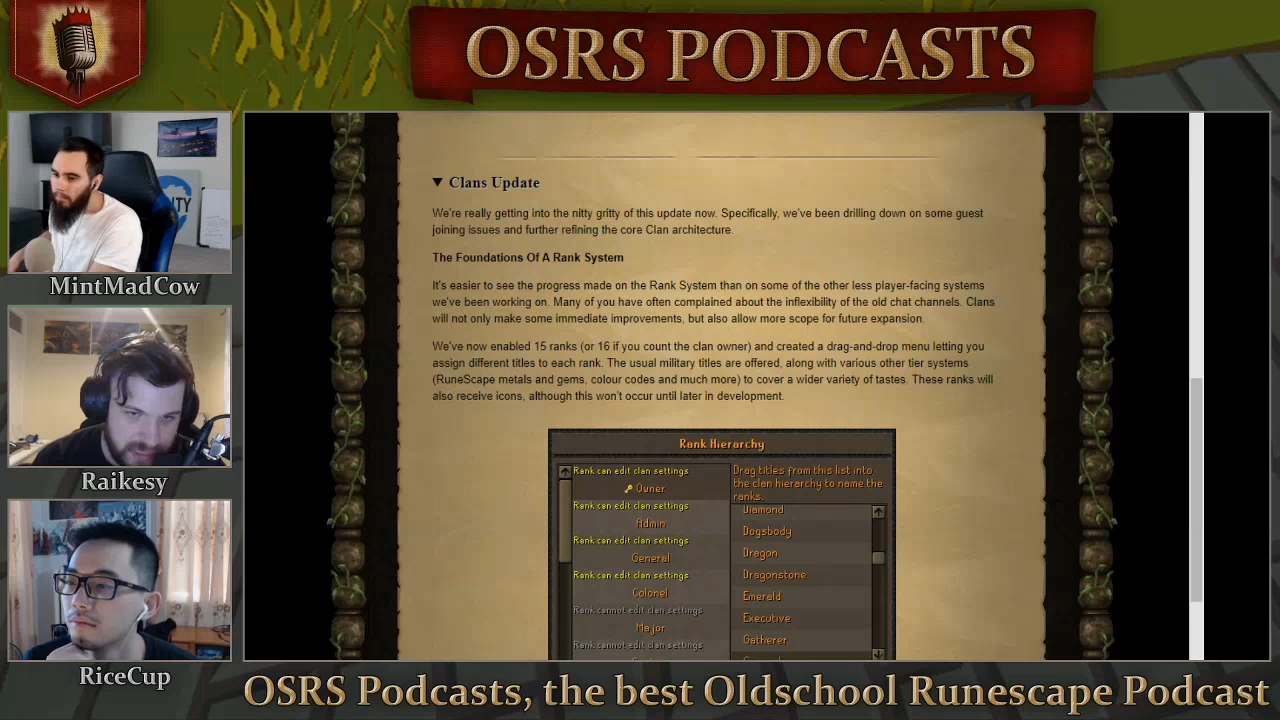 OSRS PODCASTS
MintMadCow
Raikesy
RiceCup
▼ Clans Update
We're really getting into the nitty gritty of this update now. Specifically, we've been drilling down on some guest
joining issues and further refining the core Clan architecture.
The Foundations Of A Rank System
It's easier to see the progress made on the Rank System than on some of the other less player-facing systems
we've been working on. Many of you have often complained about the inflexibility of the old chat channels. Clans
will not only make some immediate improvements, but also allow more scope for future expansion.
We've now enabled 15 ranks (or 16 if you count the clan owner) and created a drag-and-drop menu letting you
assign different titles to each rank. The usual military titles are offered, along with various other tier systems
(RuneScape metals and gems, colour codes and much more) to cover a wider variety of tastes. These ranks will
also receive icons, although this won't occur until later in development.
Rank Hierarchy
Rank can edit clan settings
Owner
Rank can edit clan settings
Admin
Rank can edit clan settings
General
Rank can edit clan settings
Colonel
Rank cannot edit clan settings
Major
Rank cannot edit clan settings
Drag titles from this list into
the clan hierarchy to name the
ranks.
Diamond
Dogsbody
Dragon
Dragonstone
Emerald
Executive
Gatherer
OSRS Podcasts, the best Oldschool Runescape Podcast